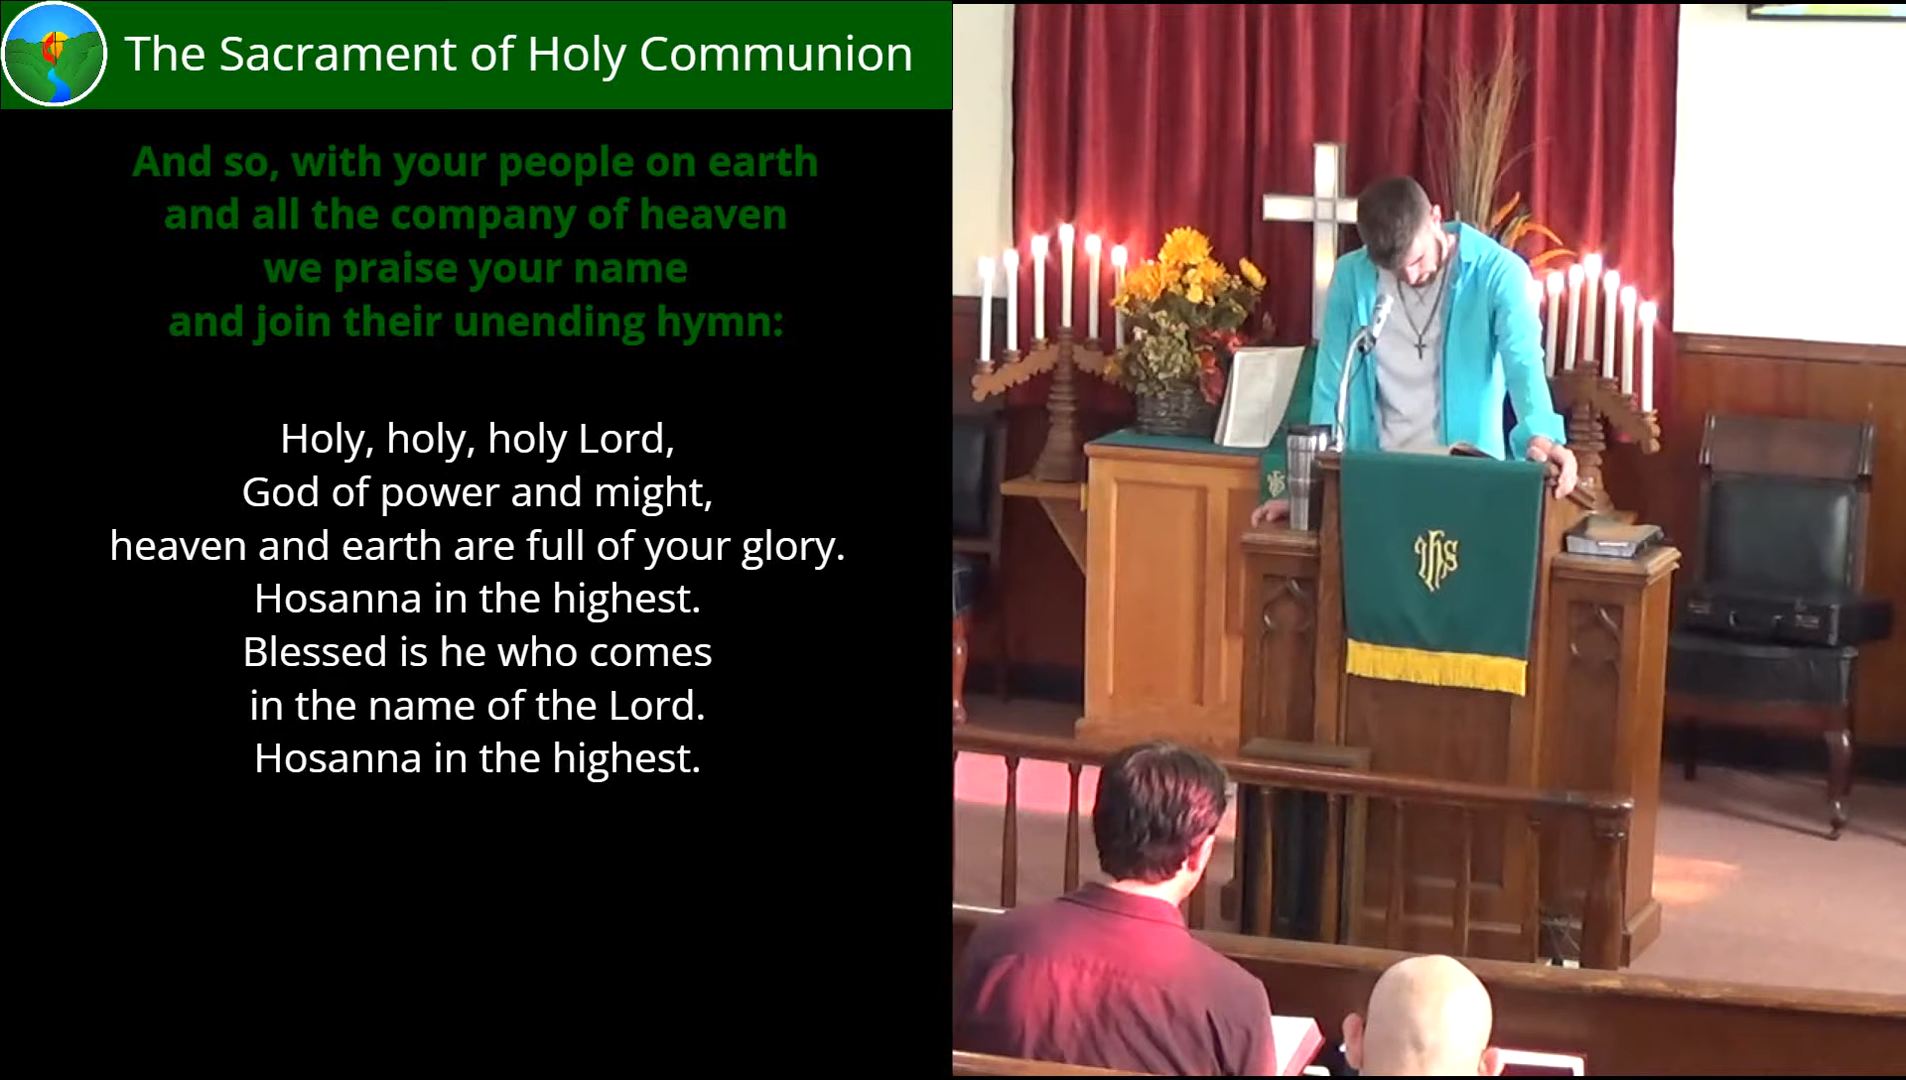 The Sacrament of Holy Communion
And so, with your people on earth
and all the company of heaven
we praise your name
and join their unending hymn:
Holy, holy, holy Lord,
God of power and might,
heaven and earth are full of your glory.
Hosanna in the highest.
Blessed is he who comes
in the name of the Lord.
Hosanna in the highest.
IHS